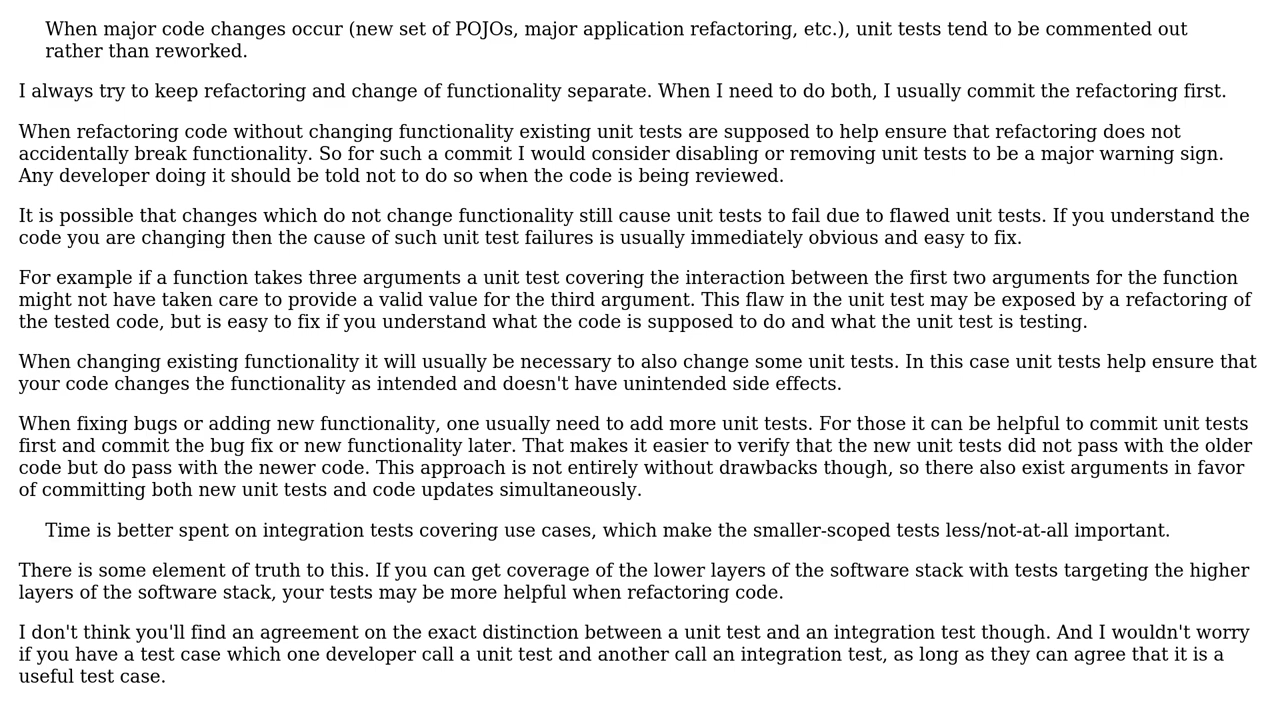 When major code changes occur (new set of POJOs, major application refactoring, etc.), unit tests tend to be commented out
rather than reworked.
I always try to keep refactoring and change of functionality separate. When I need to do both, I usually commit the refactoring first.
When refactoring code without changing functionality existing unit tests are supposed to help ensure that refactoring does not
accidentally break functionality. So for such a commit I would consider disabling or removing unit tests to be a major warning sign.
Any developer doing it should be told not to do so when the code is being reviewed.
It is possible that changes which do not change functionality still cause unit tests to fail due to flawed unit tests. If you understand the
code you are changing then the cause of such unit test failures is usually immediately obvious and easy to fix.
For example if a function takes three arguments a unit test covering the interaction between the first two arguments for the function
might not have taken care to provide a valid value for the third argument. This flaw in the unit test may be exposed by a refactoring of
the tested code, but is easy to fix if you understand what the code is supposed to do and what the unit test is testing.
When changing existing functionality it will usually be necessary to also change some unit tests. In this case unit tests help ensure that
your code changes the functionality as intended and doesn't have unintended side effects.
When fixing bugs or adding new functionality, one usually need to add more unit tests. For those it can be helpful to commit unit tests
first and commit the bug fix or new functionality later. That makes it easier to verify that the new unit tests did not pass with the older
code but do pass with the newer code. This approach is not entirely without drawbacks though, so there also exist arguments in favor
of committing both new unit tests and code updates simultaneously.
Time is better spent on integration tests covering use cases, which make the smaller-scoped tests less/not-at-all important.
There is some element of truth to this. If you can get coverage of the lower layers of the software stack with tests targeting the higher
layers of the software stack, your tests may be more helpful when refactoring code.
I don't think you'll find an agreement on the exact distinction between a unit test and an integration test though. And I wouldn't worry
if you have a test case which one developer call a unit test and another call an integration test, as long as they can agree that it is a
useful test case.